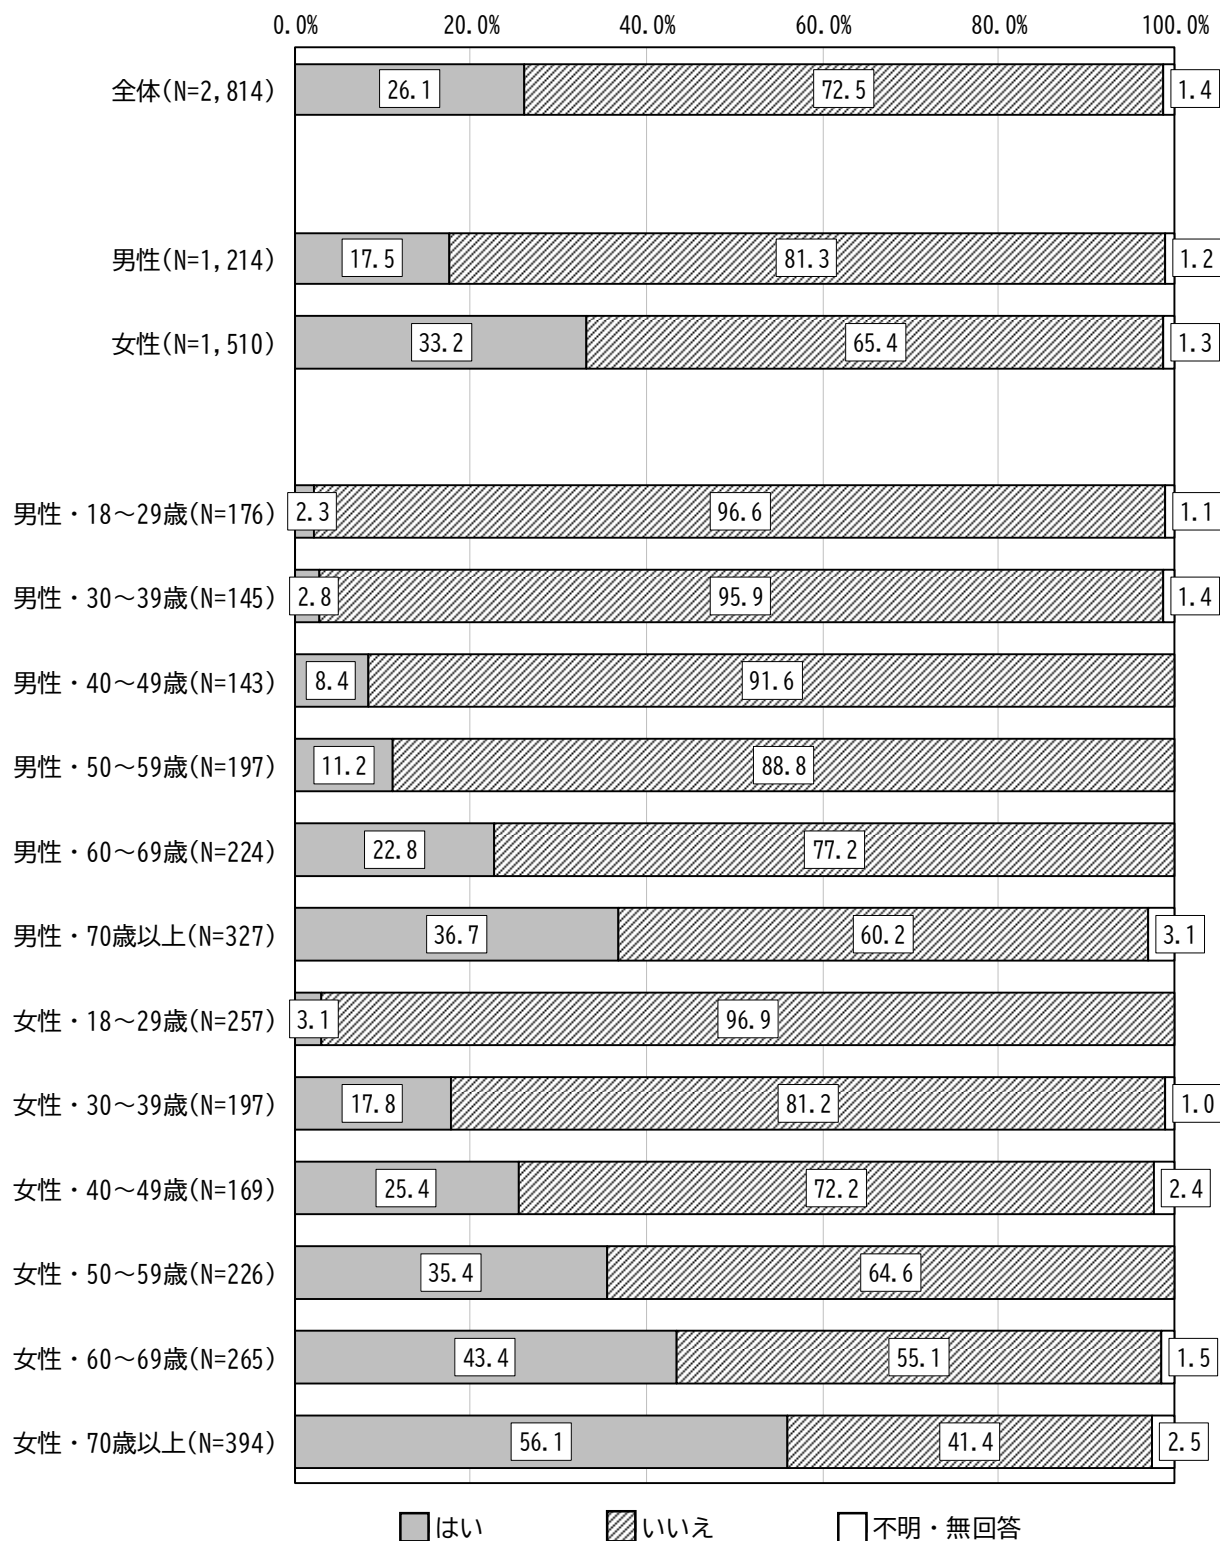 0.0% 20.0% 40.0% 60.0% 80.0% 100.0%
全体(N=2,814) 26.1 72.5 1.4
男性(N=1,214) 17.5 81.3 1.2
女性(N=1,510) 33.2 65.4 1.3
男性・18～29歳(N=176) 2.3 96.6 1.1
男性・30～39歳(N=145) 2.8 95.9 1.4
男性・40～49歳(N=143) 8.4 91.6
男性・50～59歳(N=197) 11.2 88.8
男性・60～69歳(N=224) 22.8 77.2
男性・70歳以上(N=327) 36.7 60.2 3.1
女性・18～29歳(N=257) 3.1 96.9
女性・30～39歳(N=197) 17.8 81.2 1.0
女性・40～49歳(N=169) 25.4 72.2 2.4
女性・50～59歳(N=226) 35.4 64.6
女性・60～69歳(N=265) 43.4 55.1 1.5
女性・70歳以上(N=394) 56.1 41.4 2.5
はい いいえ 不明・無回答